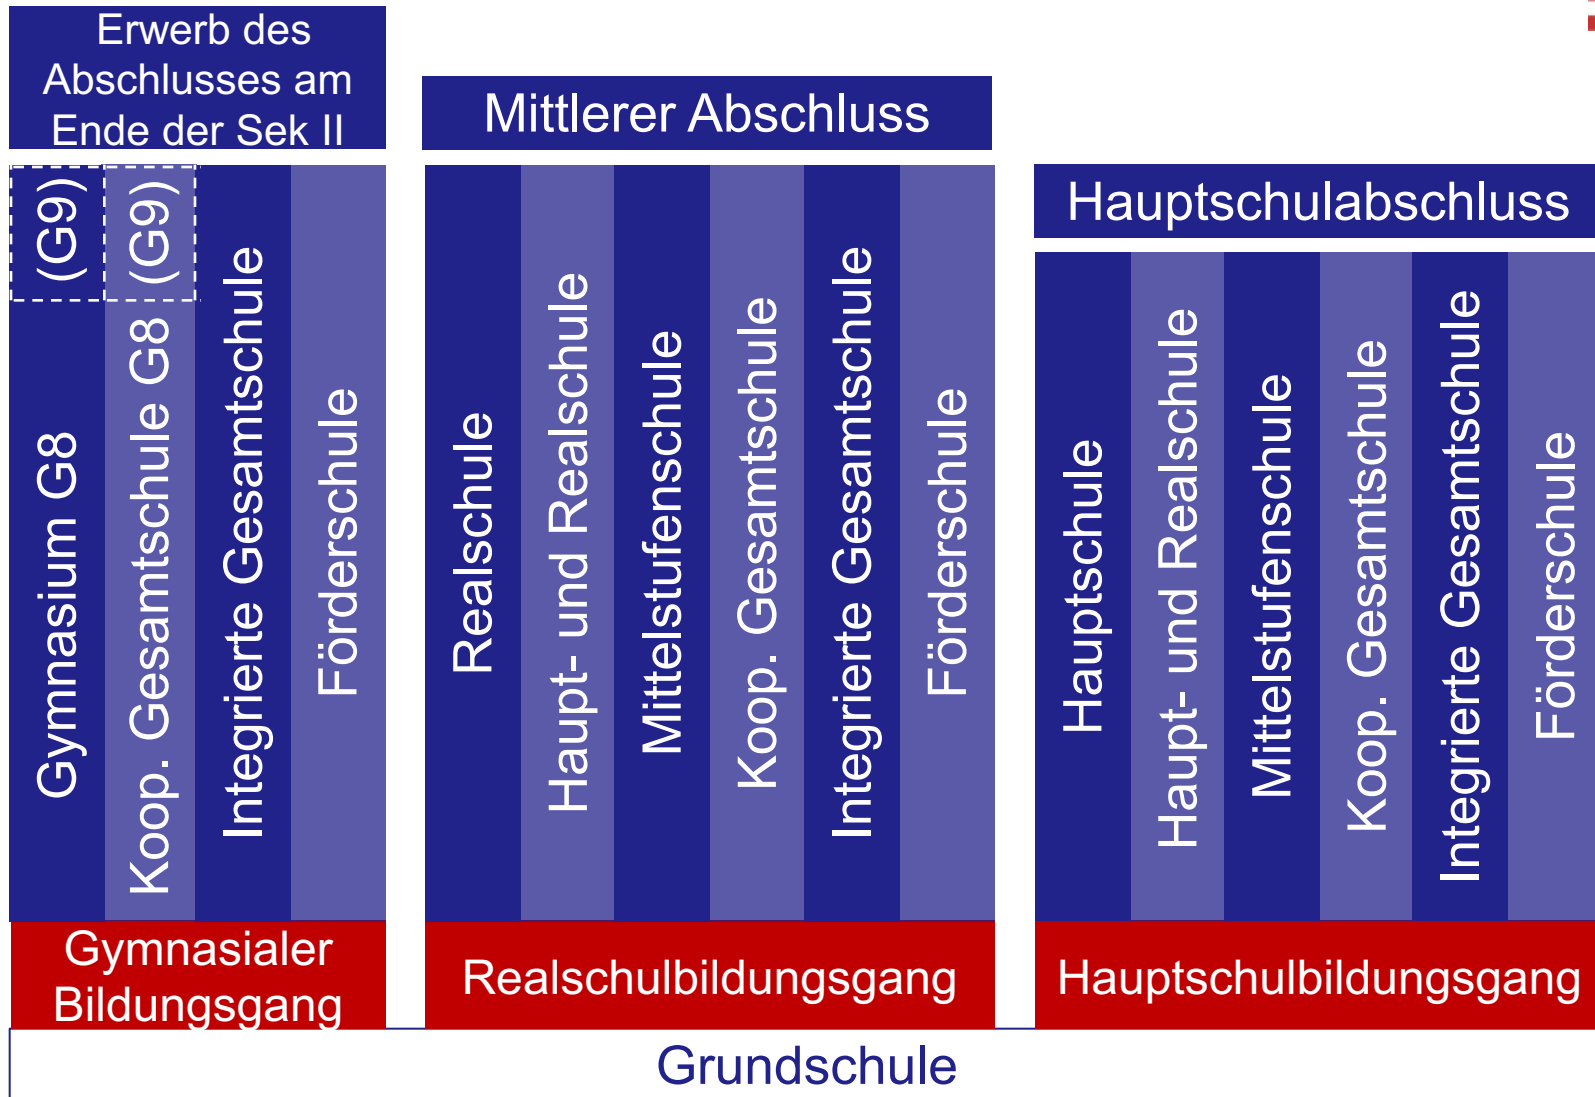 Erwerb des
Abschlusses am
Ende der Sek II
Mittlerer Abschluss
Hauptschulabschluss
Gymnasium G8 (G9)
Koop. Gesamtschule G8 (G9)
Integrierte Gesamtschule
Förderschule
Realschule
Haupt- und Realschule
Mittelstufenschule
Koop. Gesamtschule
Integrierte Gesamtschule
Förderschule
Hauptschule
Haupt- und Realschule
Mittelstufenschule
Koop. Gesamtschule
Integrierte Gesamtschule
Förderschule
Gymnasialer
Bildungsgang
Realschulbildungsgang
Hauptschulbildungsgang
Grundschule